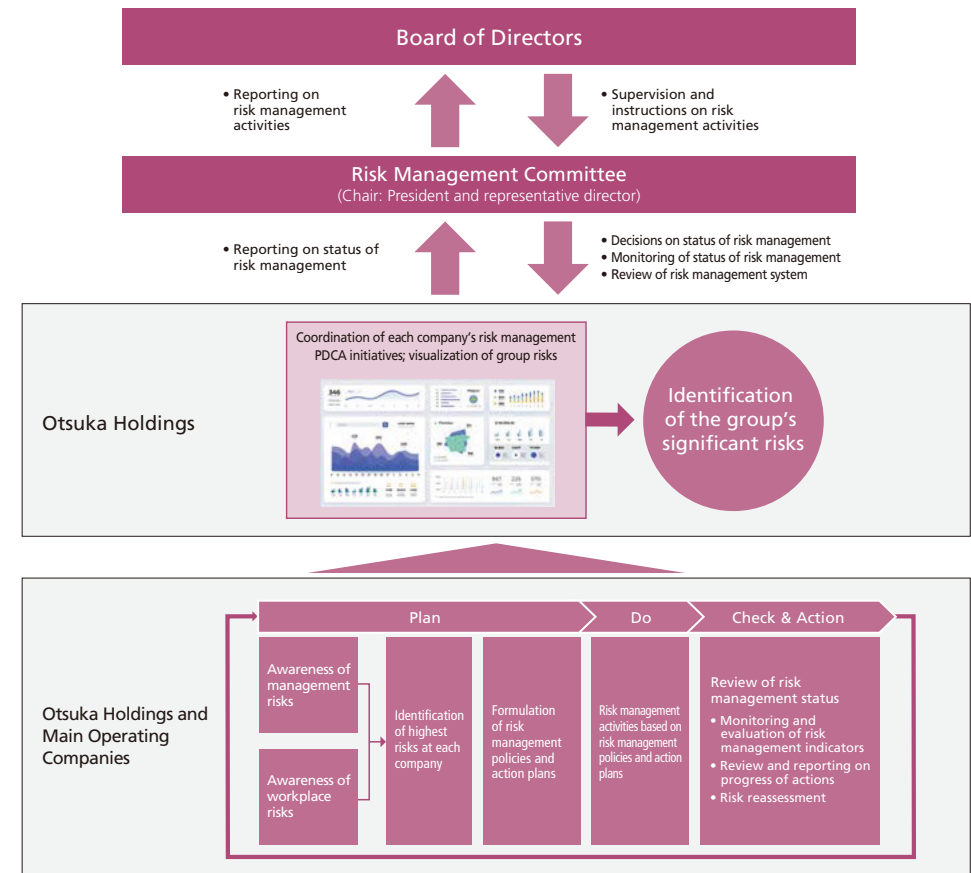 Board of Directors
• Reporting on
risk management
activities
• Supervision and
instructions on risk
management activities
Risk Management Committee
(Chair: President and representative director)
• Reporting on status of
risk management
• Decisions on status of risk management
• Monitoring of status of risk management
• Review of risk management system
Otsuka Holdings
Coordination of each company's risk management
PDCA initiatives; visualization of group risks
Identification
of the group's
significant risks
Otsuka Holdings and
Main Operating
Companies
Plan
Do
Check & Action
Awareness of
management
risks
Awareness of
workplace
risks
Identification
of highest
risks at each
company
Formulation
of risk
management
policies and
action plans
Risk management
activities based on
risk management
policies and action
plans
Review of risk
management status
• Monitoring and
evaluation of risk
management indicators
• Review and reporting on
progress of actions
• Risk reassessment